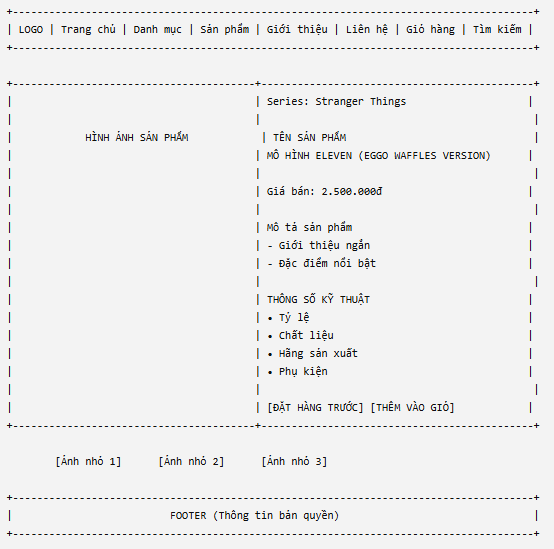 LOGO | Trang chủ | Danh mục | Sản phẩm | Giới thiệu | Liên hệ | Giỏ hàng | Tìm kiếm
Series: Stranger Things
HÌNH ẢNH SẢN PHẨM | TÊN SẢN PHẨM
MÔ HÌNH ELEVEN (EGGO WAFFLES VERSION)
Giá bán: 2.500.000đ
Mô tả sản phẩm
- Giới thiệu ngắn
- Đặc điểm nổi bật
THÔNG SỐ KỸ THUẬT
• Tỷ lệ
• Chất liệu
• Hãng sản xuất
• Phụ kiện
[ĐẶT HÀNG TRƯỚC] [THÊM VÀO GIỎ]
[Ảnh nhỏ 1] [Ảnh nhỏ 2] [Ảnh nhỏ 3]
FOOTER (Thông tin bản quyền)